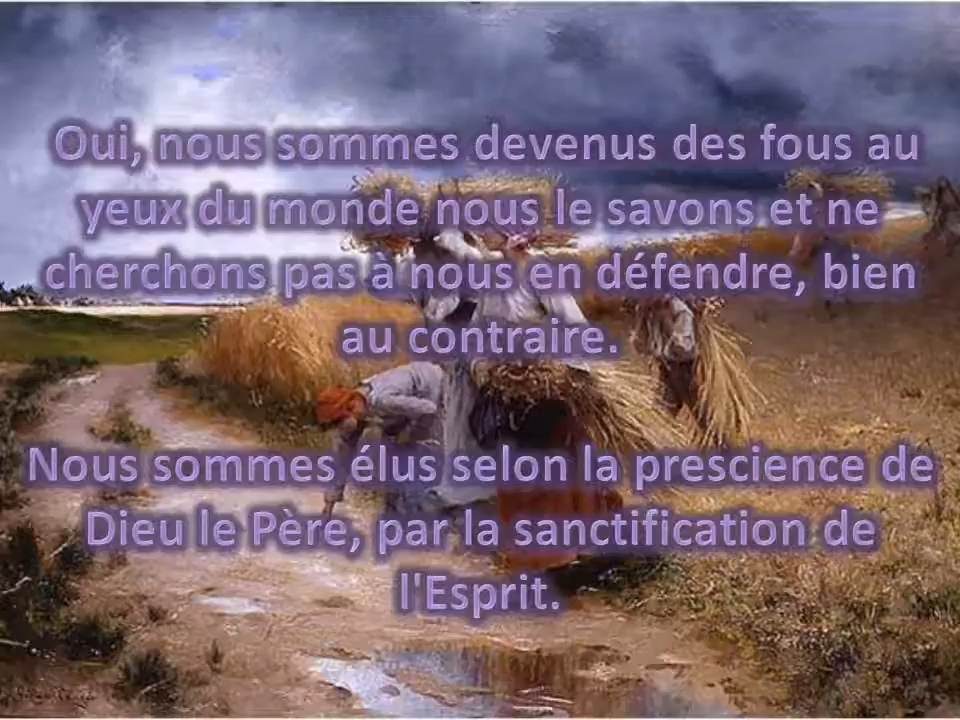 Oui, nous sommes devenus des fous au
yeux du monde nous le savons et ne
cherchons pas à nous en défendre, bien
au contraire.
Nous sommes élus selon la prescience de
Dieu le Père, par la sanctification de
l'Esprit.